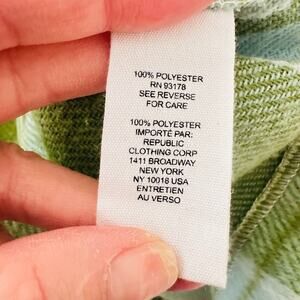 100% POLYESTER
RN 93178
SEE REVERSE
FOR CARE
100% POLYESTER
IMPORTÉ PAR:
REPUBLIC
CLOTHING CORP
1411 BROADWAY
NEW YORK
NY 10018 USA
ENTRETIEN
AU VERSO